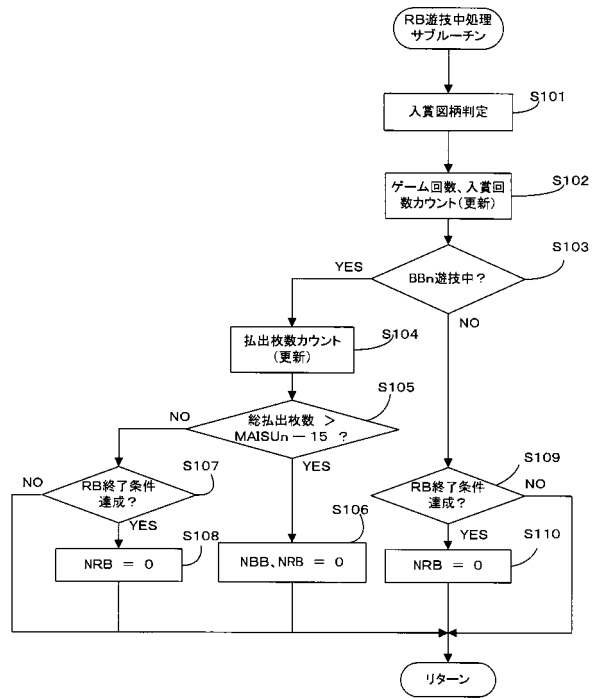 RB遊技中処理
サブルーチン
S101
入賞図柄判定
S102
ゲーム回数、入賞回
数カウント(更新)
S103
BBn遊技中？
YES
NO
払出枚数カウント
(更新)
S104
S105
総払出枚数 ＞
MAISUn － 15 ？
NO
YES
S107
RB終了条件
達成？
NO
YES
S109
RB終了条件
達成？
NO
YES
S108
NRB ＝ 0
S106
NBB、NRB ＝ 0
S110
NRB ＝ 0
リターン